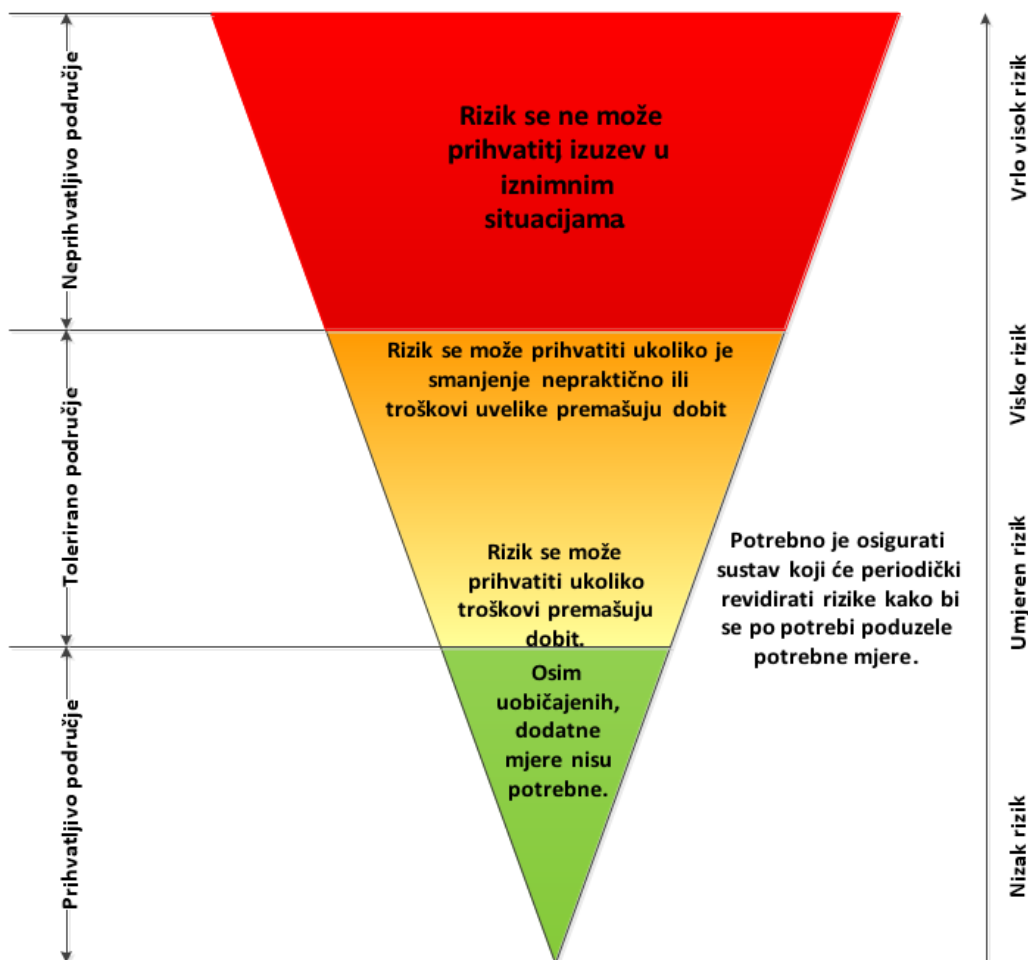 Neprihvatljivo područje
Tolerirano područje
Prihvatljivo područje
Rizik se ne može
prihvatitj izuzev u
iznimnim
situacijama
Rizik se može prihvatiti ukoliko je
smanjenje nepraktično ili
troškovi uvelike premašuju dobit
Rizik se može
prihvatiti ukoliko
troškovi premašuju
dobit.
Osim
uobičajenih,
dodatne
mjere nisu
potrebne.
Potrebno je osigurati
sustav koji će periodički
revidirati rizike kako bi
se po potrebi poduzele
potrebne mjere.
Vrlo visok rizik
Visko rizik
Umjeren rizik
Nizak rizik